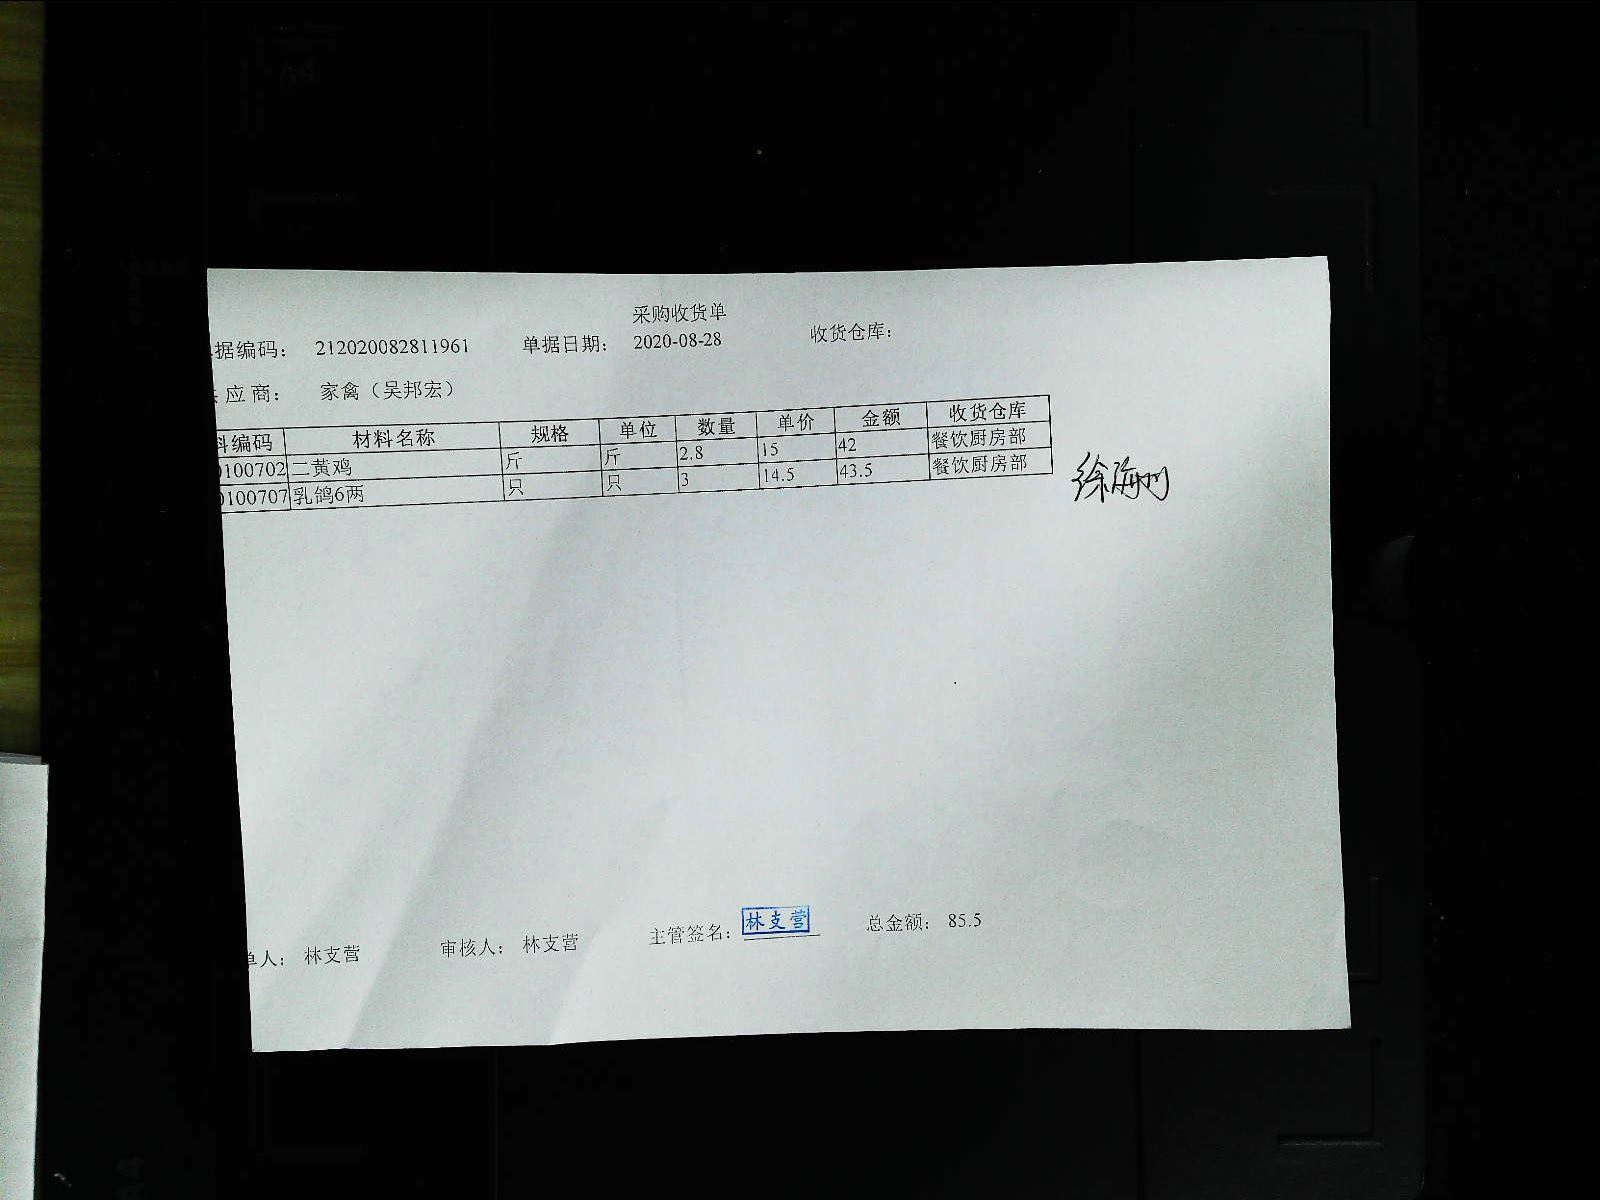 采购收货单
据编码： 212020082811961 单据日期： 2020-08-28 收货仓库：
应商： 家禽（吴邦宏）
料编码 材料名称 规格 单位 数量 单价 金额 收货仓库
0100702 二黄鸡 斤 斤 2.8 15 42 餐饮厨房部
0100707 乳鸽6两 只 只 3 14.5 43.5 餐饮厨房部
徐海州
单人： 林支营 审核人： 林支营 主管签名： 林支营 总金额： 85.5